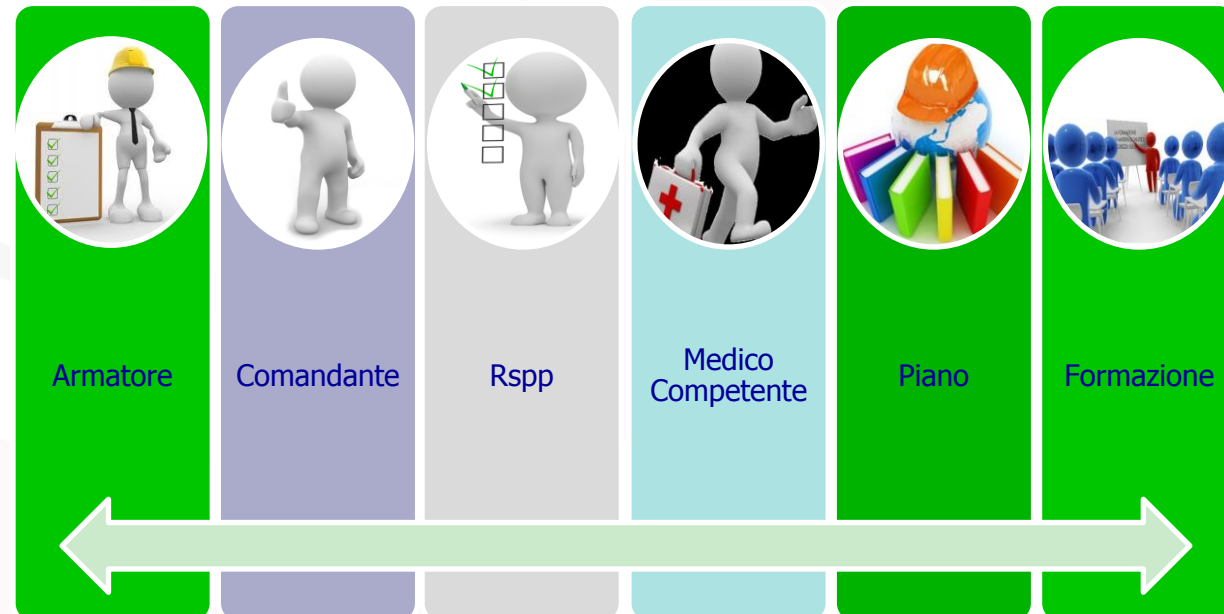 Armatore
Comandante
Rspp
Medico
Competente
Piano
Formazione